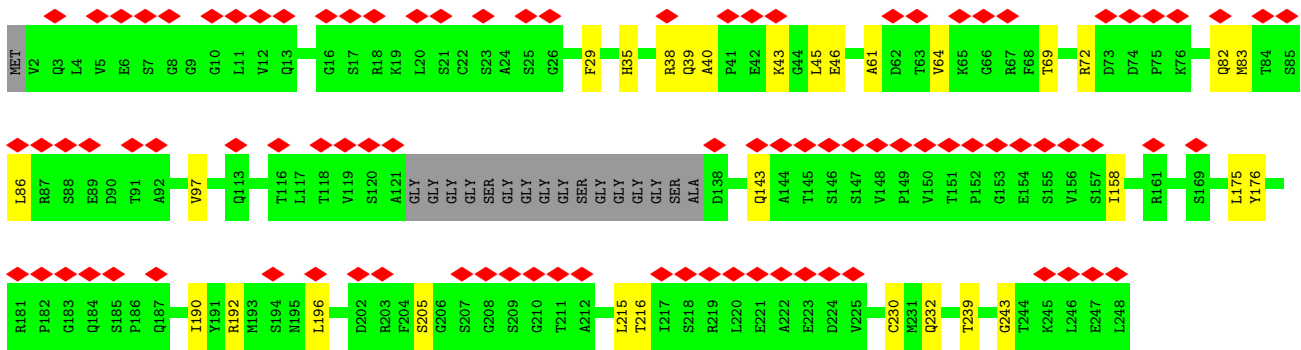 MET V2 Q3 L4 V5 E6 S7 G8 G9 G10 L11 V12 Q13 G16 S17 R18 K19 L20 S21 C22 S23 A24 S25 G26 F29 H35 R38 Q39 A40 P41 E42 K43 G44 L45 E46 A61 D62 T63 V64 K65 G66 R67 F68 T69 R72 D73 D74 P75 K76 Q82 M83 T84 S85
L86 R87 S88 E89 D90 T91 A92 V97 Q113 T116 L117 T118 V119 S120 A121 GLY GLY GLY GLY SER GLY GLY GLY GLY SER GLY GLY GLY GLY SER ALA D138 Q143 A144 T145 S146 S147 V148 P149 V150 T151 P152 G153 E154 S155 V156 S157 I158 R161 S169 L175 Y176
R181 P182 G183 Q184 S185 P186 Q187 I190 Y191 R192 M193 S194 N195 L196 D202 R203 F204 S205 G206 S207 G208 S209 G210 T211 A212 L215 T216 I217 S218 R219 L220 E221 A222 E223 D224 V225 C230 M231 Q232 T239 G243 T244 K245 L246 E247 L248